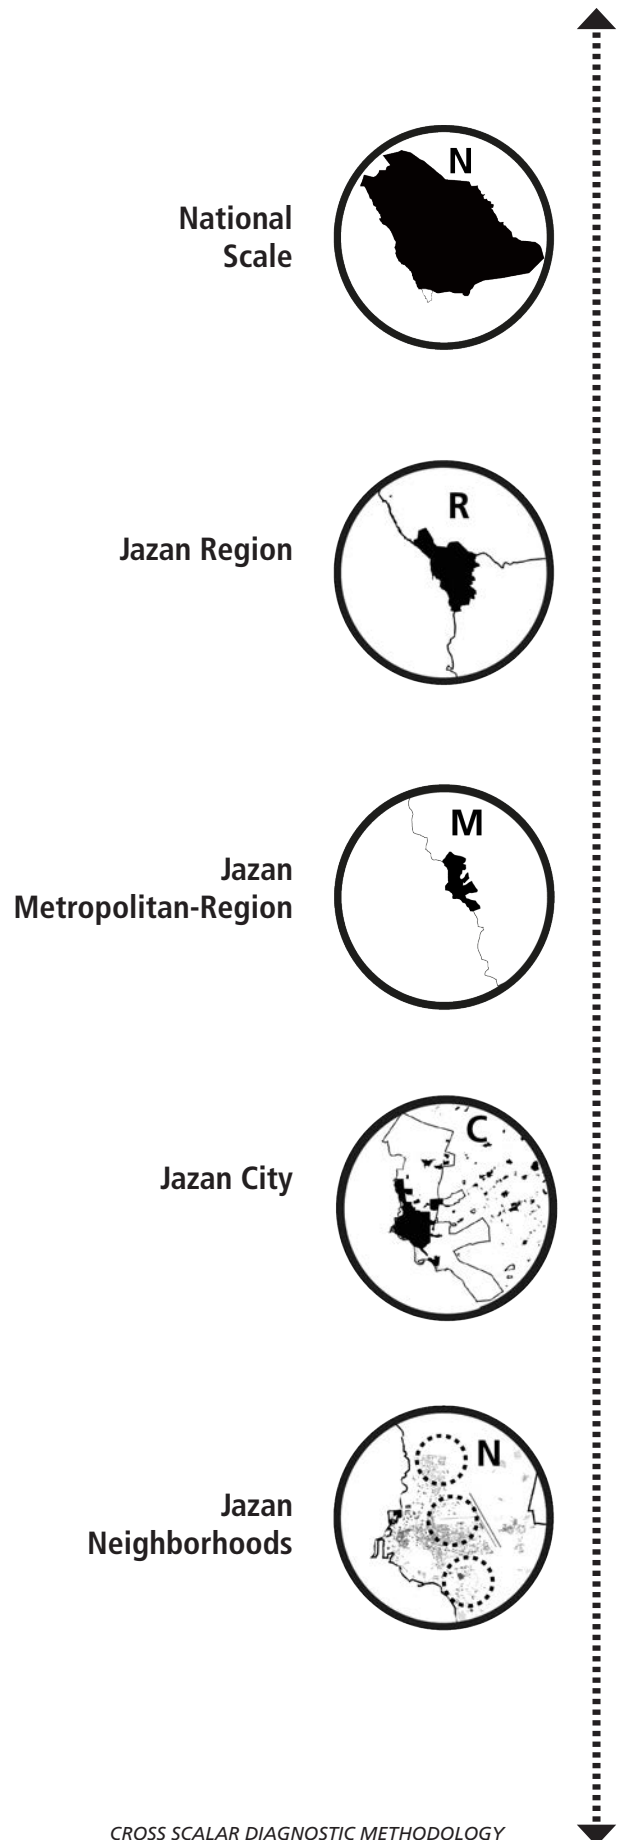 N
National
Scale
R
Jazan Region
M
Jazan
Metropolitan-Region
C
Jazan City
N
Jazan
Neighborhoods
CROSS SCALAR DIAGNOSTIC METHODOLOGY